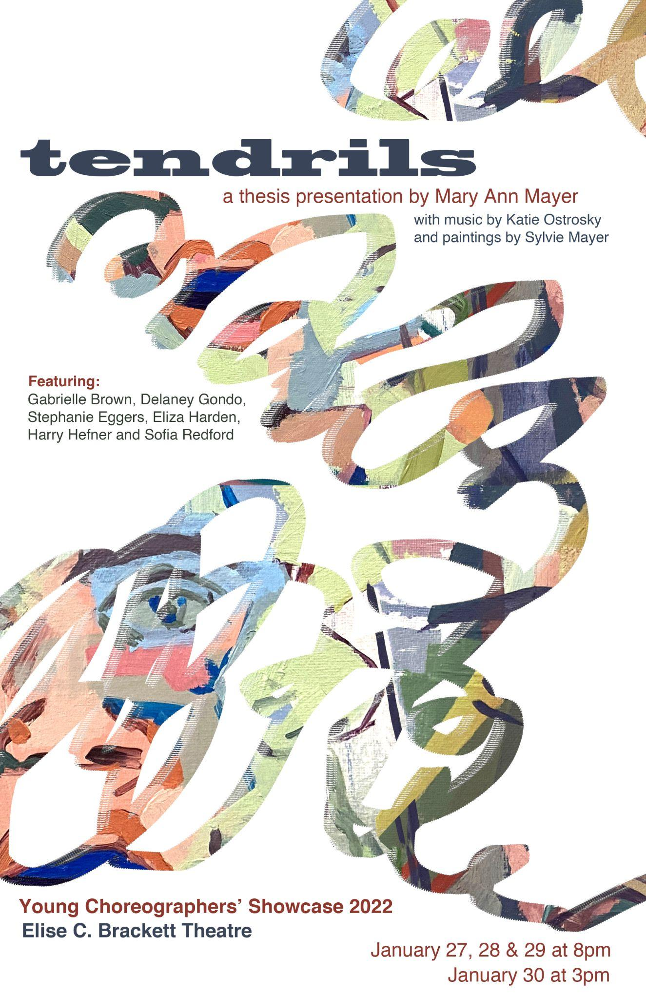 tendrils
a thesis presentation by Mary Ann Mayer
with music by Katie Ostrosky
and paintings by Sylvie Mayer
Featuring:
Gabrielle Brown, Delaney Gondo,
Stephanie Eggers, Eliza Harden,
Harry Hefner and Sofia Redford
Young Choreographers’ Showcase 2022
Elise C. Brackett Theatre
January 27, 28 & 29 at 8pm
January 30 at 3pm